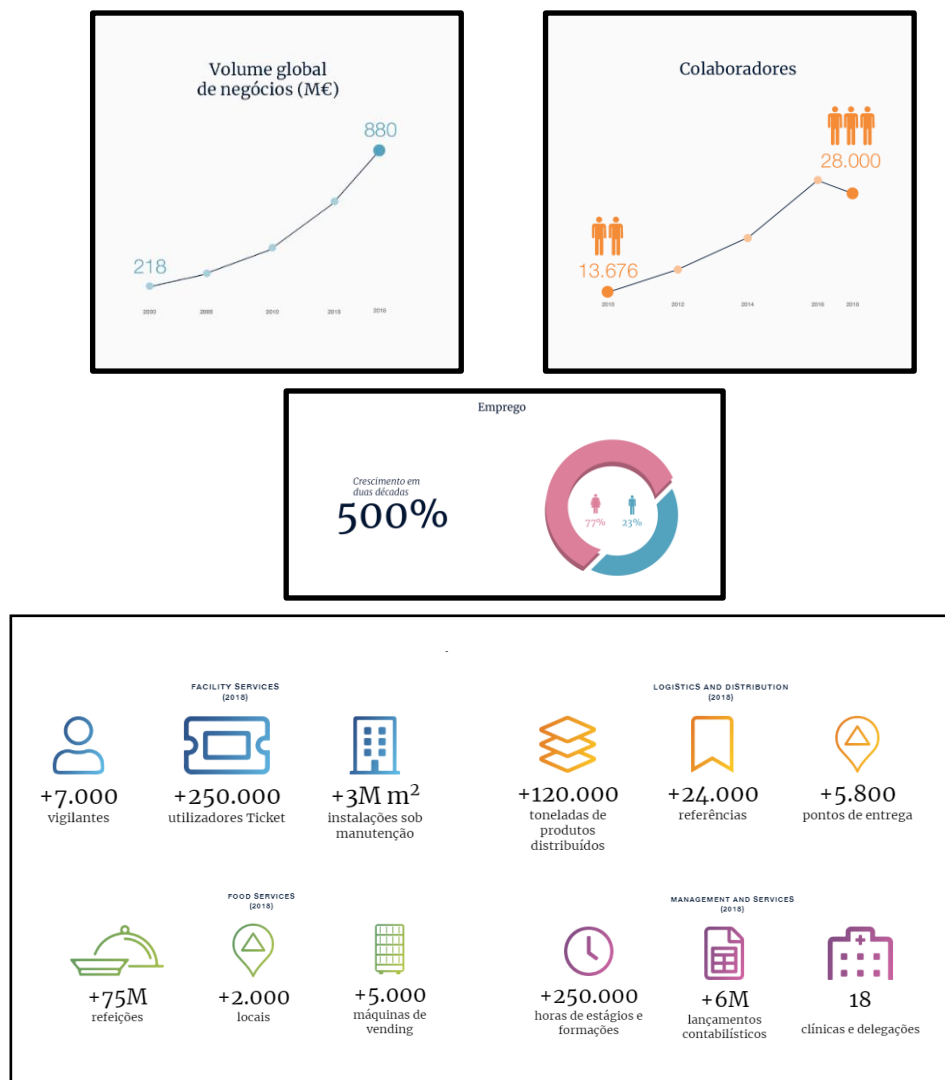 Volume global
de negócios (M€)
880
218
2000
2005
2010
2015
2018
Colaboradores
28.000
13.676
2010
2012
2014
2016
2018
Emprego
Crescimento em
duas décadas
500%
77%
23%
FACILITY SERVICES
(2018)
+7.000
vigilantes
+250.000
utilizadores Ticket
+3M m²
instalações sob
manutenção
LOGISTICS AND DISTRIBUTION
(2018)
+120.000
toneladas de
produtos
distribuídos
+24.000
referências
+5.800
pontos de entrega
FOOD SERVICES
(2018)
+75M
refeições
+2.000
locais
+5.000
máquinas de
vending
MANAGEMENT AND SERVICES
(2018)
+250.000
horas de estágios e
formações
+6M
lançamentos
contabilísticos
18
clínicas e delegações